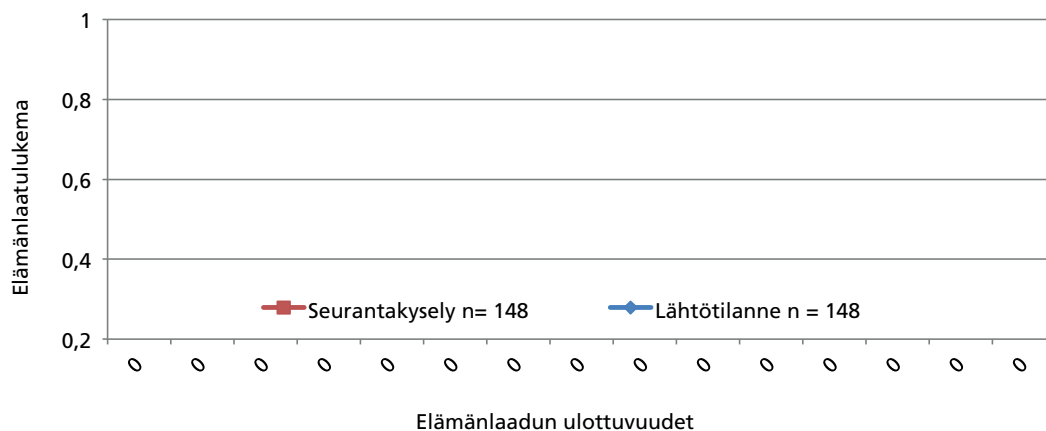 Elämänlaatulukema
1
0,8
0,6
0,4
0,2
Seurantakysely n= 148
Lähtötilanne n = 148
0 0 0 0 0 0 0 0 0 0 0 0 0 0 0
Elämänlaadun ulottuvuudet